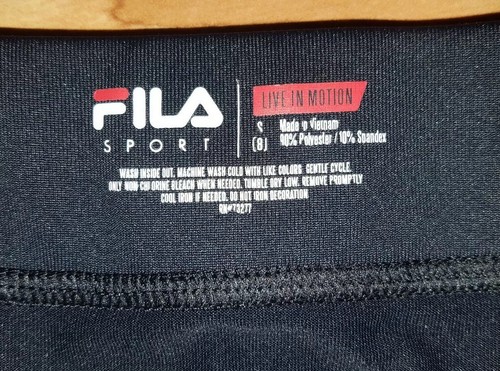 FILA
SPORT
LIVE IN MOTION
S Made in Vietnam
(8) 90% Polyester / 10% Spandex
WASH INSIDE OUT. MACHINE WASH COLD WITH LIKE COLORS. GENTLE CYCLE.
ONLY NON CHLORINE BLEACH WHEN NEEDED. TUMBLE DRY LOW. REMOVE PROMPTLY
COOL IRON IF NEEDED. DO NOT IRON DECORATION